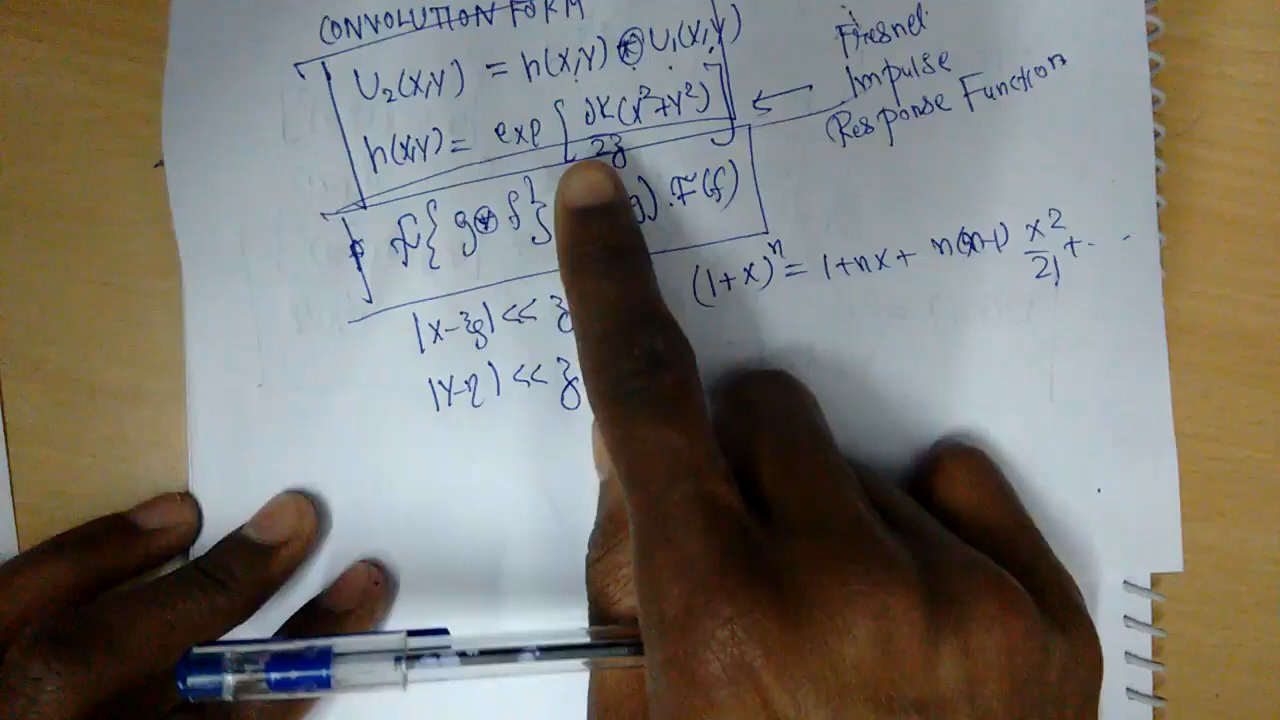 CONVOLUTION FORM
U₂(x,y) = h(x,y) ⊛ U₁(x,y)
h(x,y) = exp [ jk(x²+y²) / 2z ]
← Fresnel
Impulse
Response Function
F{ g ⊛ f } g).F(f)
(1+x)ⁿ = 1+nx+ n(n-1) x²/2! + - -
|x-ξ| << z
|y-η| << z